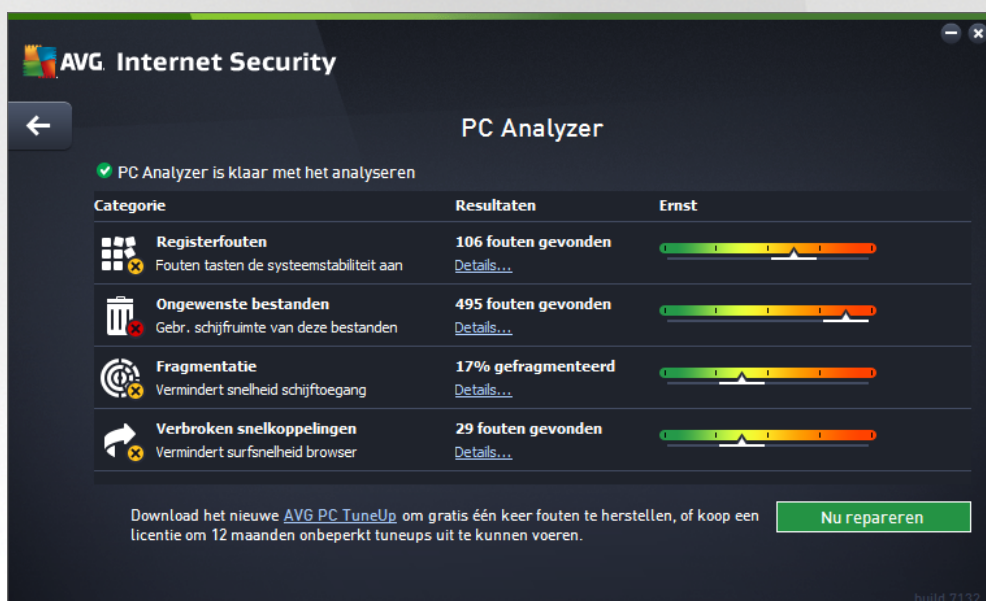 AVG. Internet Security
PC Analyzer
PC Analyzer is klaar met het analyseren
Categorie Resultaten Ernst
Registerfouten 106 fouten gevonden
Fouten tasten de systeemstabiliteit aan Details...
Ongewenste bestanden 495 fouten gevonden
Gebr. schijfruimte van deze bestanden Details...
Fragmentatie 17% gefragmenteerd
Vermindert snelheid schijftoegang Details...
Verbroken snelkoppelingen 29 fouten gevonden
Vermindert surfsnelheid browser Details...
Download het nieuwe AVG PC TuneUp om gratis één keer fouten te herstellen, of koop een
licentie om 12 maanden onbeperkt tuneups uit te kunnen voeren.
Nu repareren
build 7132